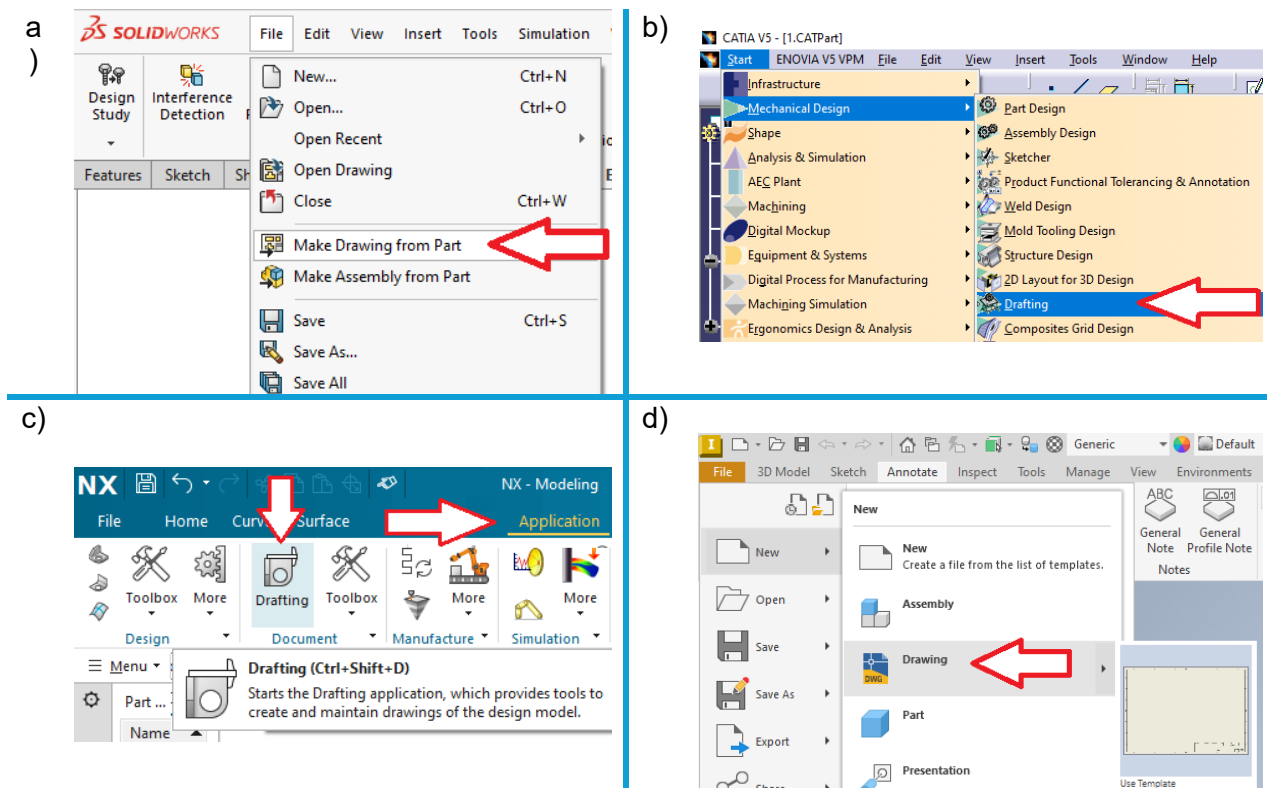 a
)
SOLIDWORKS File Edit View Insert Tools Simulation
Design Study
Interference Detection
New... Ctrl+N
Open... Ctrl+O
Open Recent
Open Drawing
Close Ctrl+W
Make Drawing from Part
Make Assembly from Part
Save Ctrl+S
Save As...
Save All
Features Sketch
b)
CATIA V5 - [1.CATPart]
Start ENOVIA V5 VPM File Edit View Insert Tools Window Help
Infrastructure
Mechanical Design
Shape
Analysis & Simulation
AEC Plant
Machining
Digital Mockup
Equipment & Systems
Digital Process for Manufacturing
Machining Simulation
Ergonomics Design & Analysis
Part Design
Assembly Design
Sketcher
Product Functional Tolerancing & Annotation
Weld Design
Mold Tooling Design
Structure Design
2D Layout for 3D Design
Drafting
Composites Grid Design
c)
NX NX - Modeling
File Home Surface Application
Toolbox More Drafting Toolbox More More
Design Document Manufacture Simulation
Menu
Drafting (Ctrl+Shift+D)
Starts the Drafting application, which provides tools to
create and maintain drawings of the design model.
Part ...
Name
d)
I Generic Default
File 3D Model Sketch Annotate Inspect Tools Manage View Environments
New
Open
Save
Save As
Export
New
New
Create a file from the list of templates.
Assembly
Drawing
DWG
Part
Presentation
ABC
.01
General Note
General Profile Note
Notes
Use Template